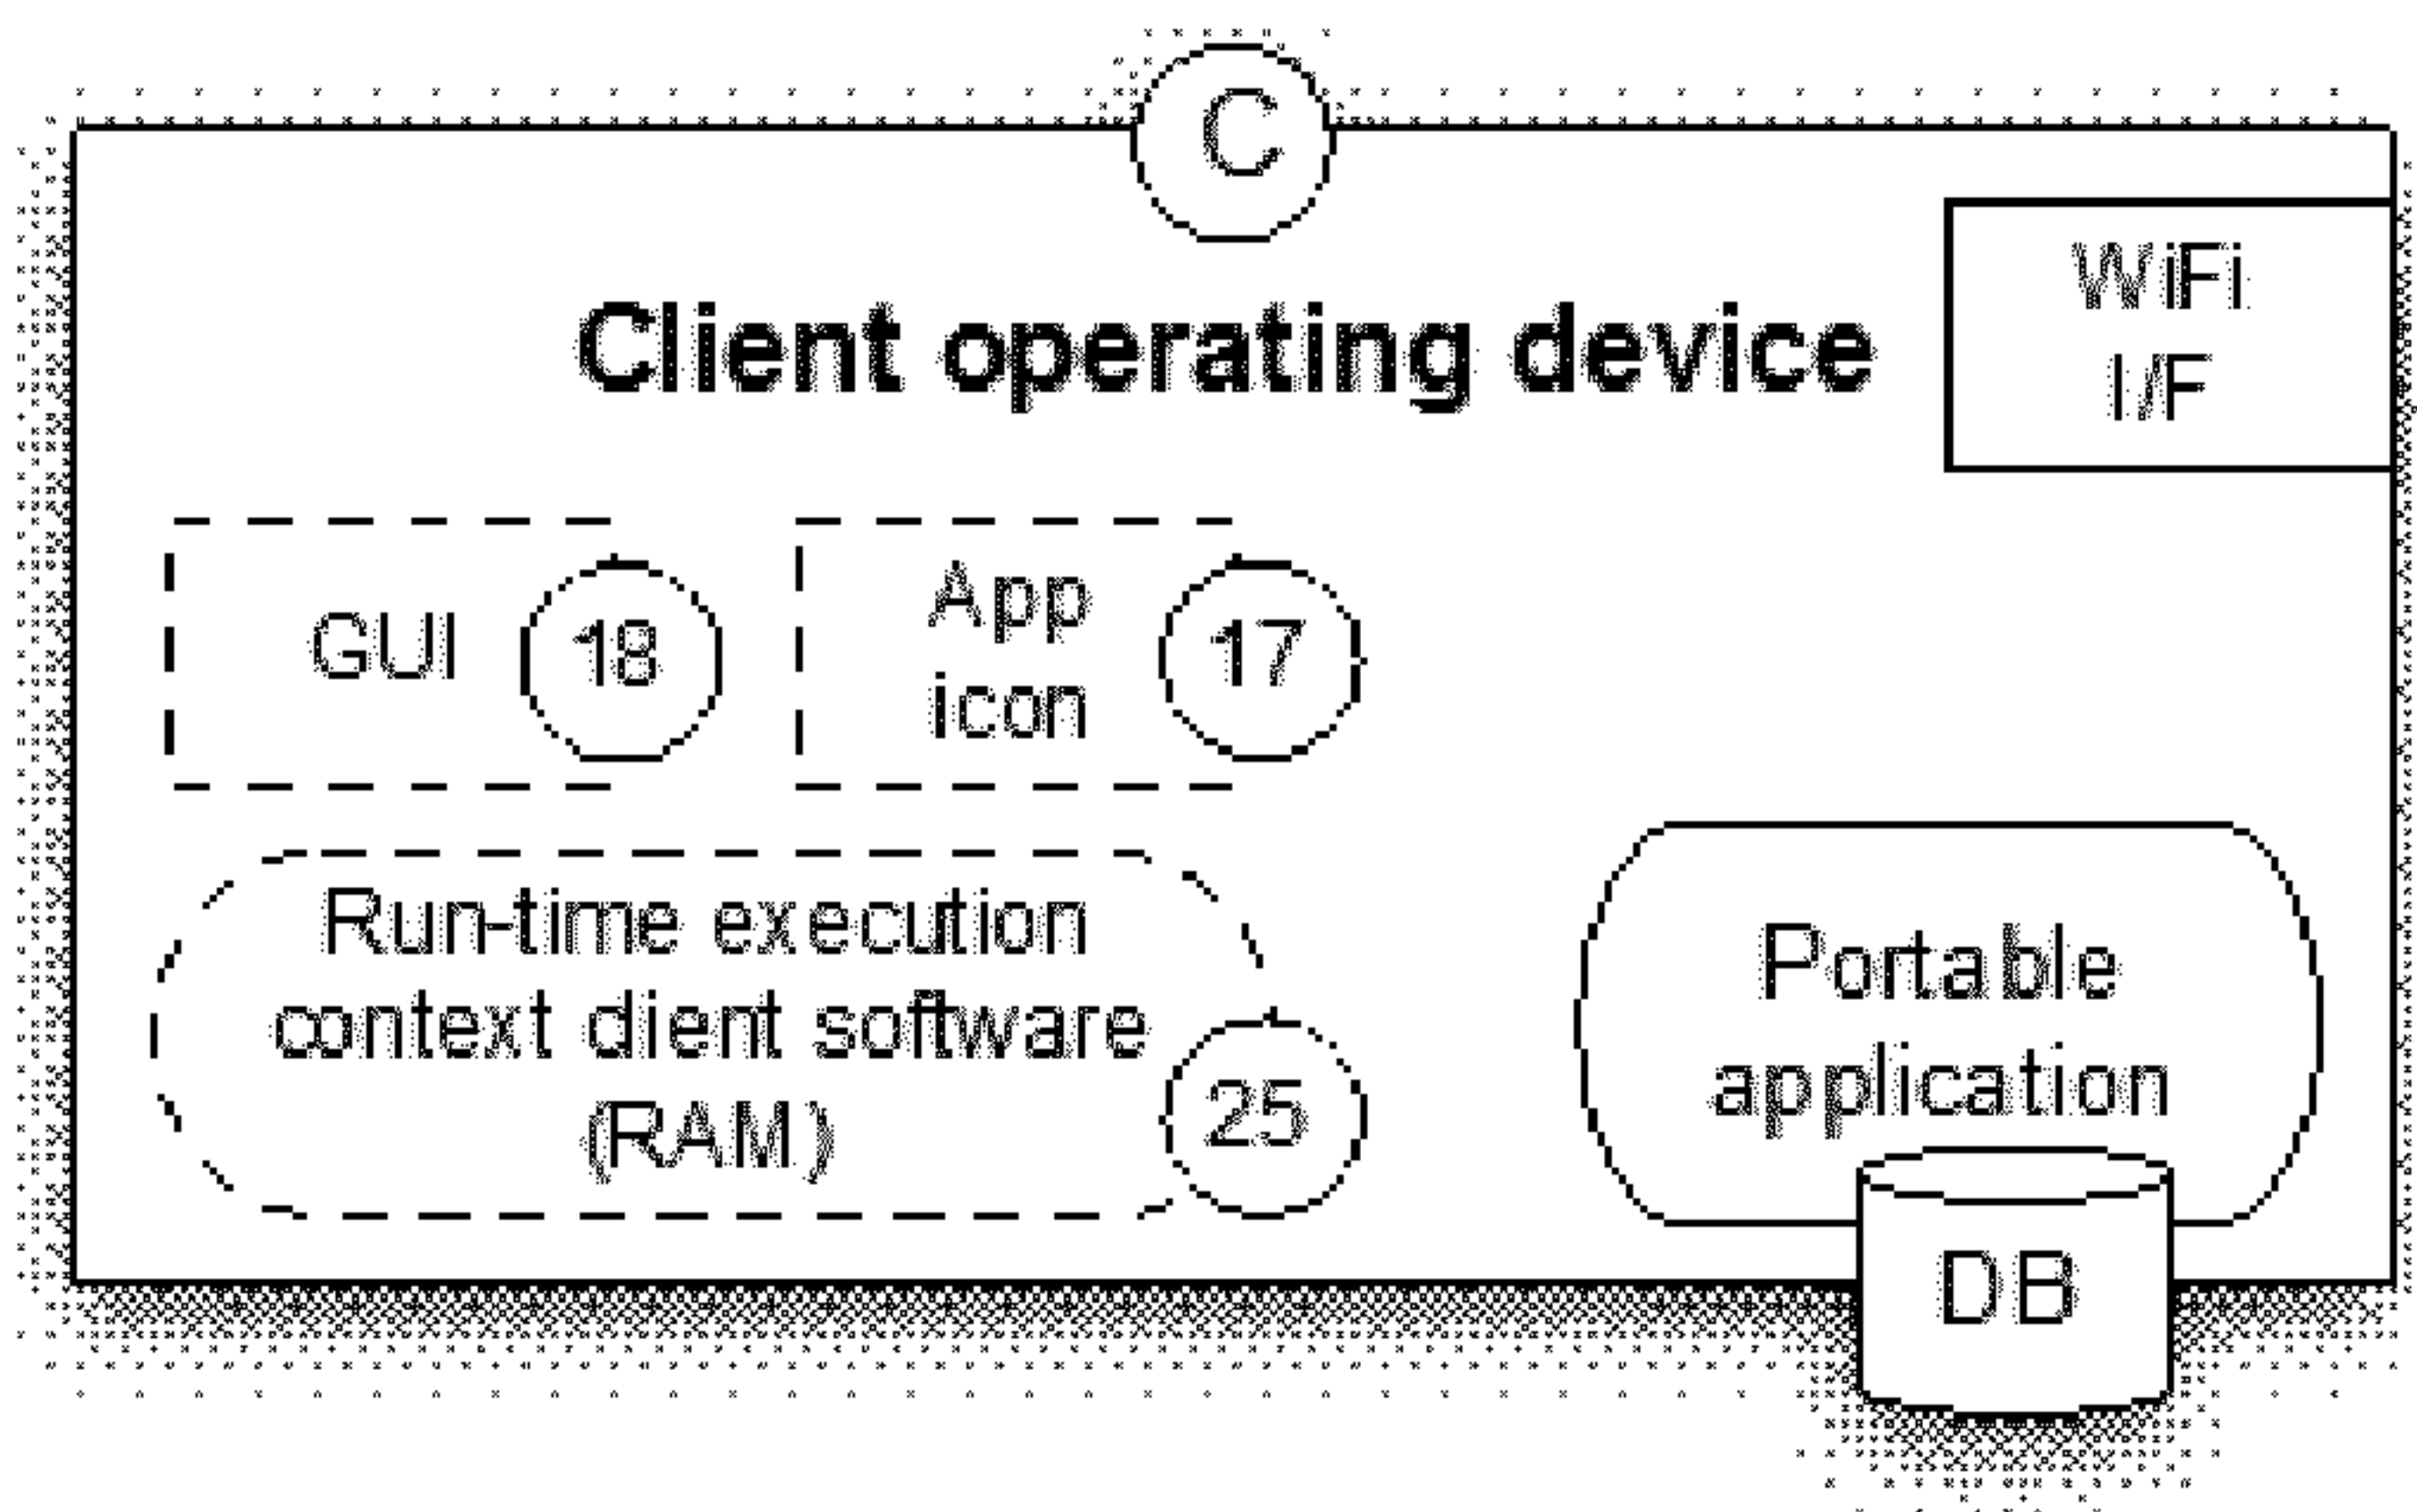 C
Client operating device
WiFi
I/F
GUI
18
App
icon
17
Run-time execution
context client software
(RAM)
25
Portable
application
DB